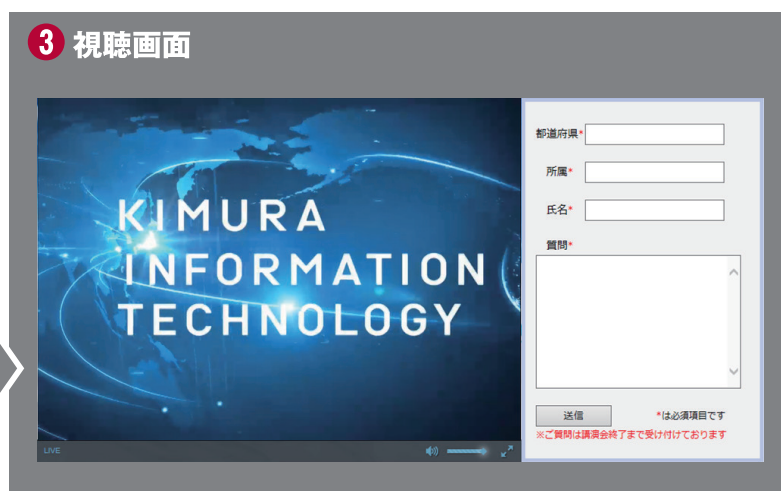 3 視聴画面
KIMURA
INFORMATION
TECHNOLOGY
LIVE
都道府県*
所属*
氏名*
質問*
送信
*は必須項目です
※ご質問は講演会終了まで受け付けております